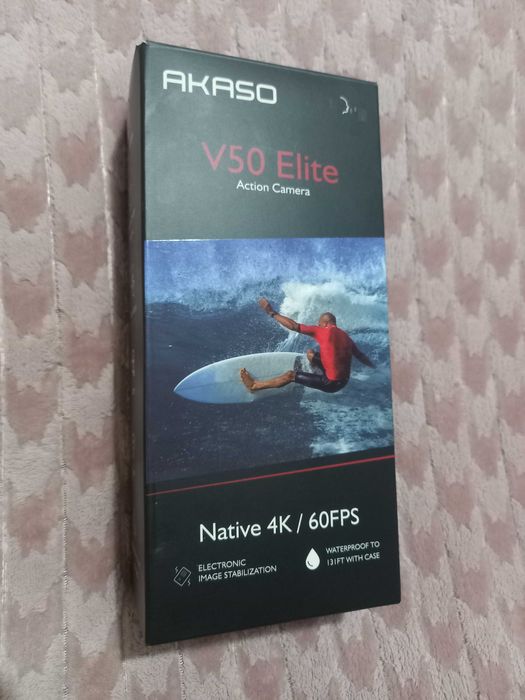 AKASO
V50 Elite
Action Camera
Native 4K / 60FPS
ELECTRONIC
IMAGE STABILIZATION
WATERPROOF TO
131FT WITH CASE